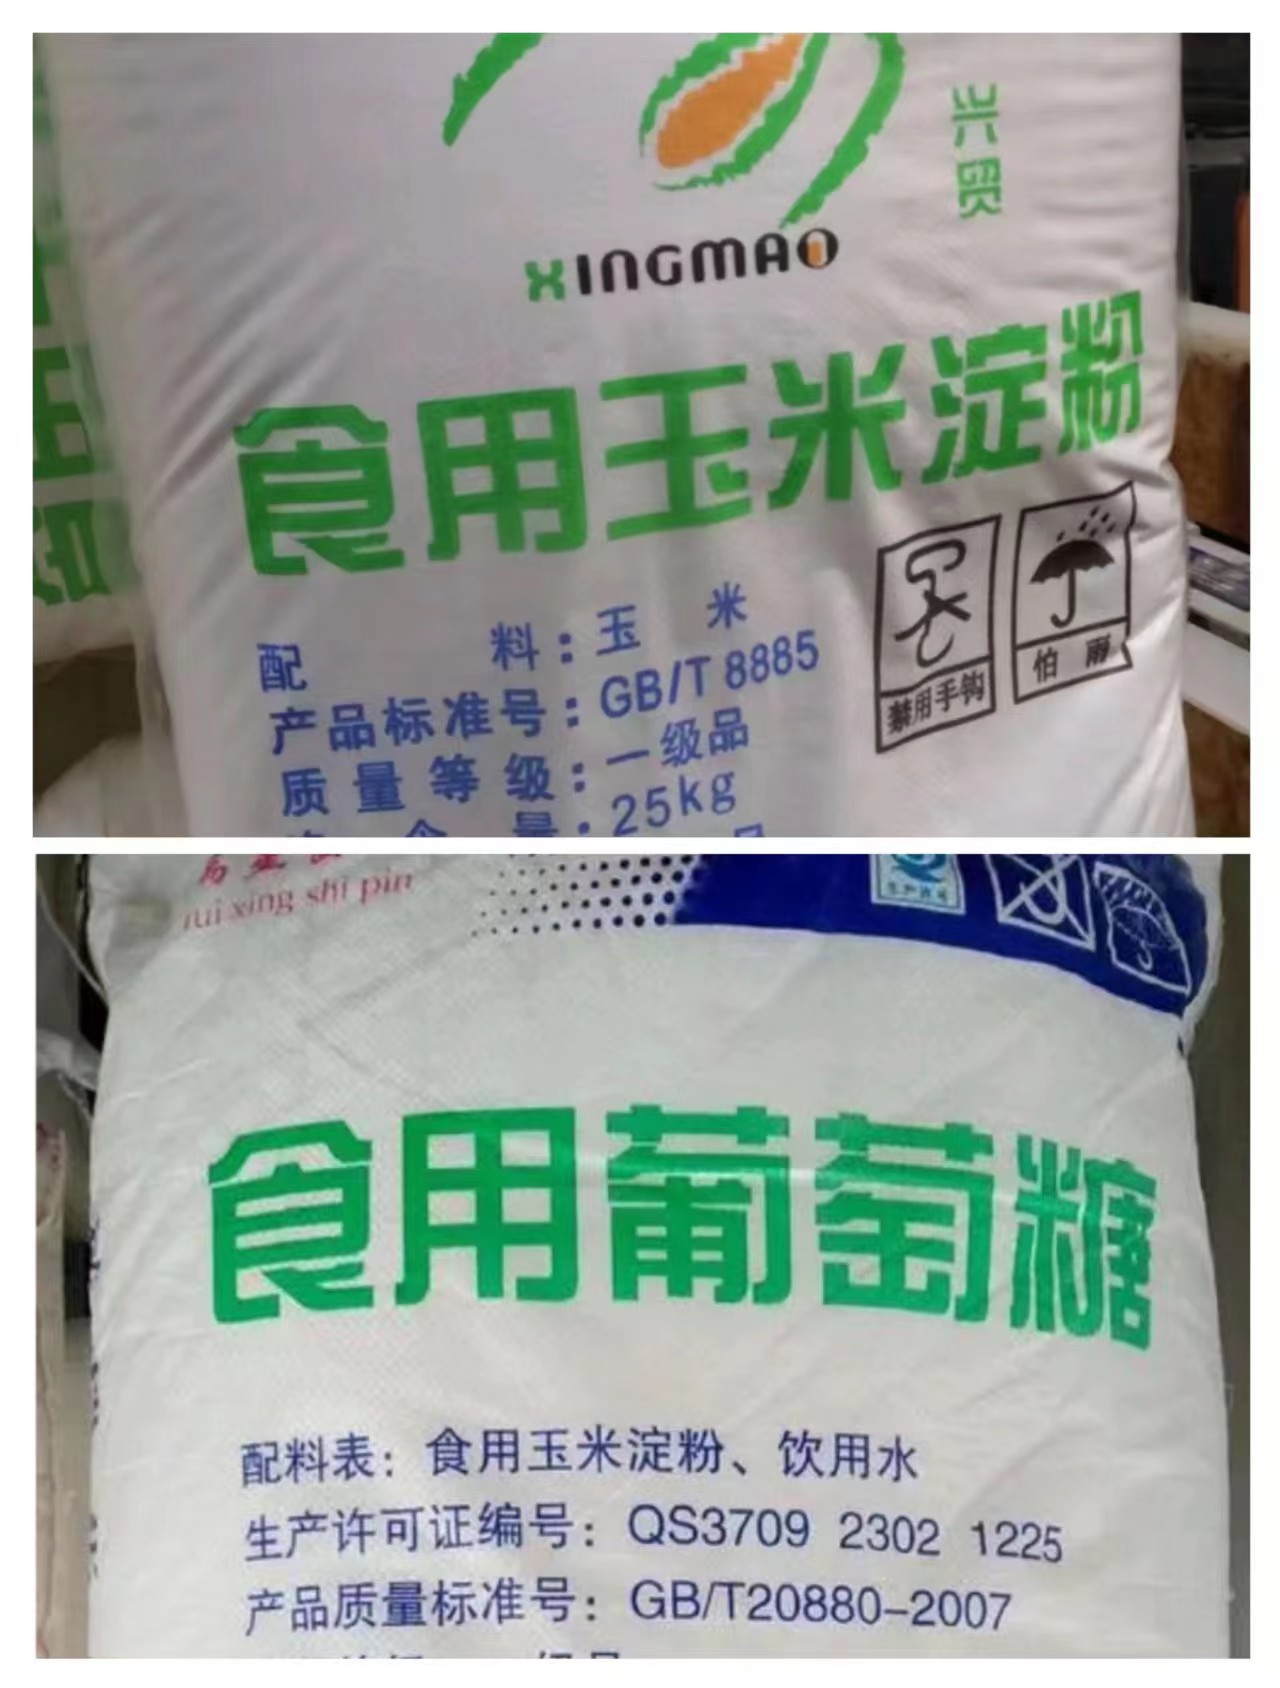 兴贸
XINGMAO
食用玉米淀粉
配料：玉米
产品标准号：GB/T 8885
质量等级：一级品
25kg
禁用手钩
怕雨
rui xing shi pin
食用葡萄糖
配料表：食用玉米淀粉、饮用水
生产许可证编号：QS3709 2302 1225
产品质量标准号：GB/T20880-2007